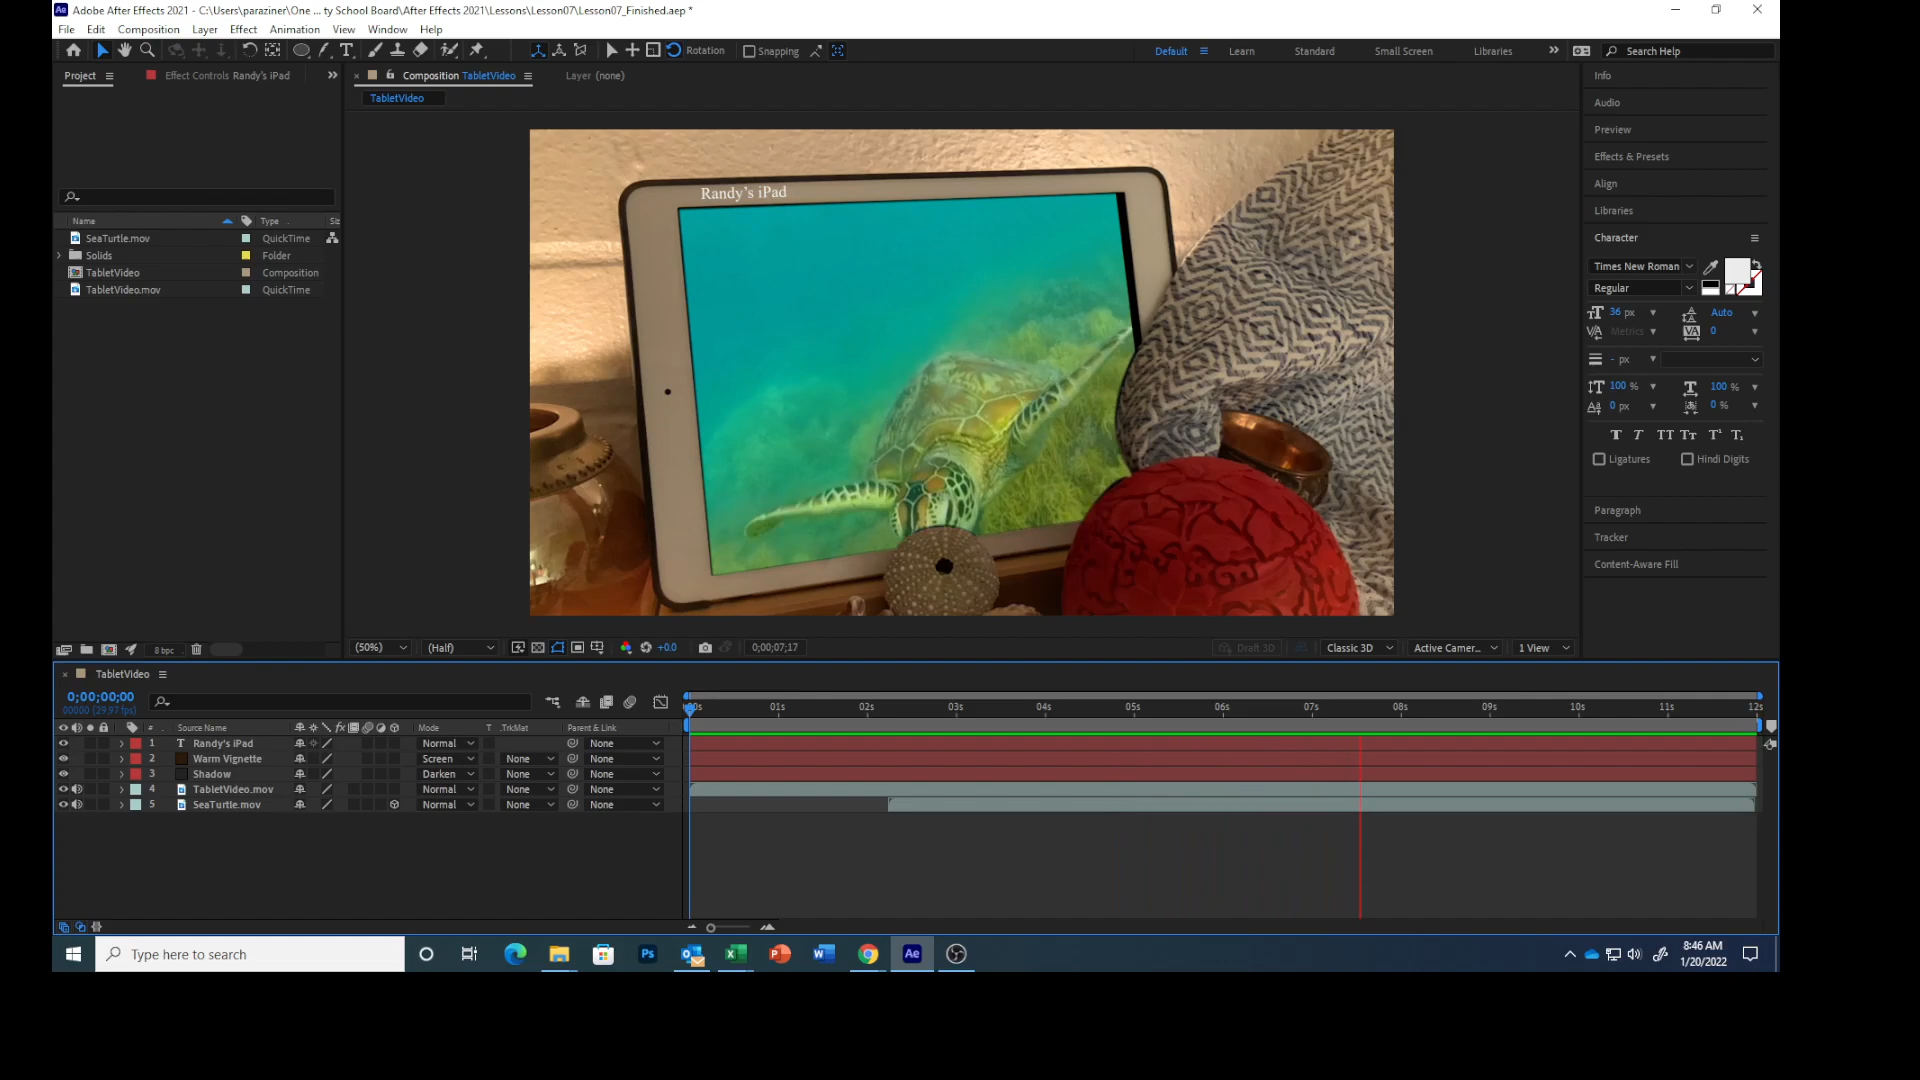 Adobe After Effects 2021 - C:\Users\paraziner\One ... ty School Board\After Effects 2021\Lessons\Lesson07\Lesson07_Finished.aep *
File Edit Composition Layer Effect Animation View Window Help
Rotation Snapping Default Learn Standard Small Screen Libraries Search Help
Project Effect Controls Randy's iPad Composition TabletVideo Layer (none)
TabletVideo
Info
Audio
Preview
Effects & Presets
Align
Libraries
Character
Times New Roman
Regular
36 px Auto
Metrics 0
- px
100 % 100 %
0 px 0 %
T T TT Tт T¹ T₁
Ligatures Hindi Digits
Paragraph
Tracker
Content-Aware Fill
Name Type Si
SeaTurtle.mov QuickTime
Solids Folder
TabletVideo Composition
TabletVideo.mov QuickTime
Randy's iPad
8 bpc (50%) (Half) +0.0 0;00;07;17 Draft 3D Classic 3D Active Camer... 1 View
TabletVideo
0;00;00;00
00000 (29.97 fps)
00s 01s 02s 03s 04s 05s 06s 07s 08s 09s 10s 11s 12s
# Source Name fx Mode T .TrkMat Parent & Link
1 T Randy's iPad Normal None
2 Warm Vignette Screen None None
3 Shadow Darken None None
4 TabletVideo.mov Normal None None
5 SeaTurtle.mov Normal None None
Type here to search Ps Ae 8:46 AM
1/20/2022